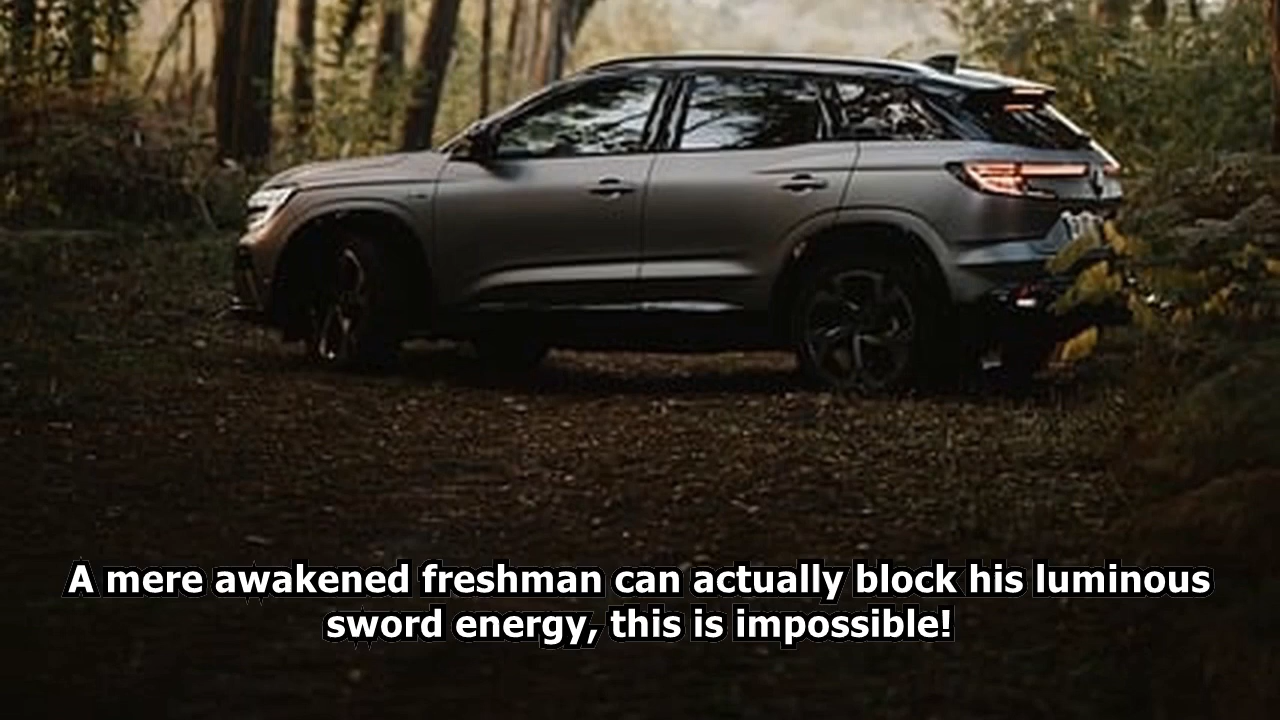 A mere awakened freshman can actually block his luminous
sword energy, this is impossible!